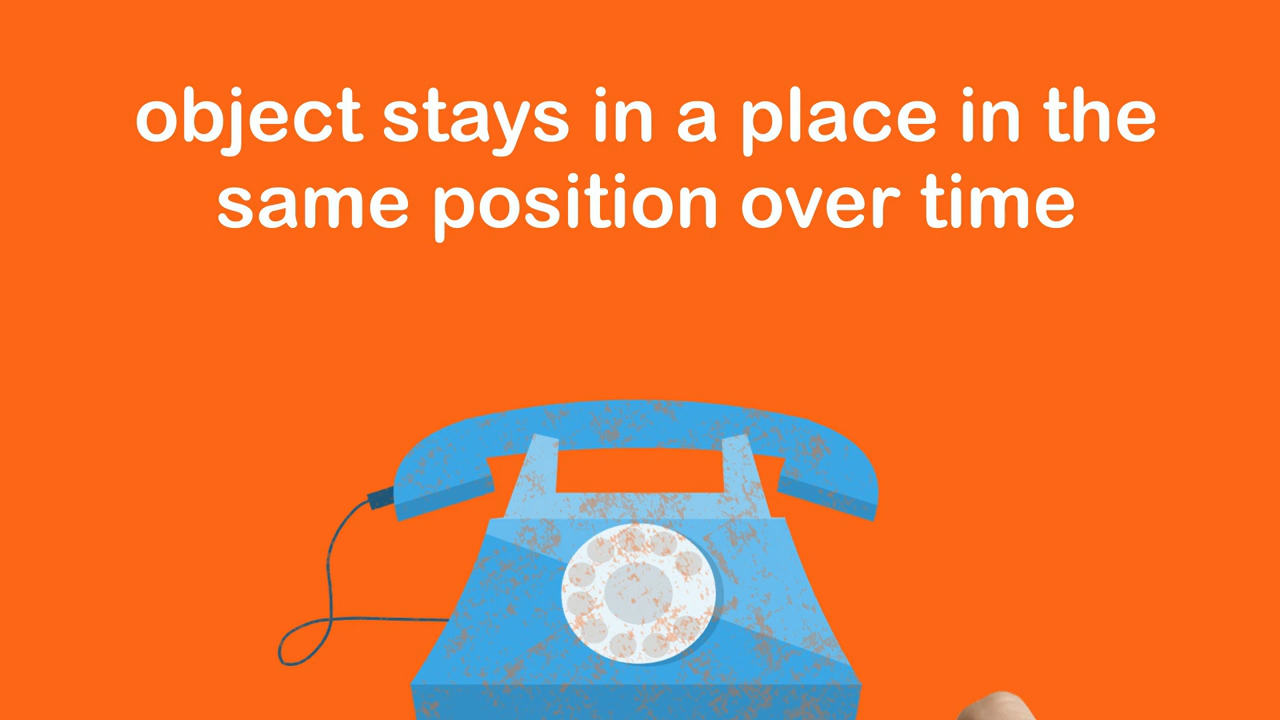 object stays in a place in the
same position over time